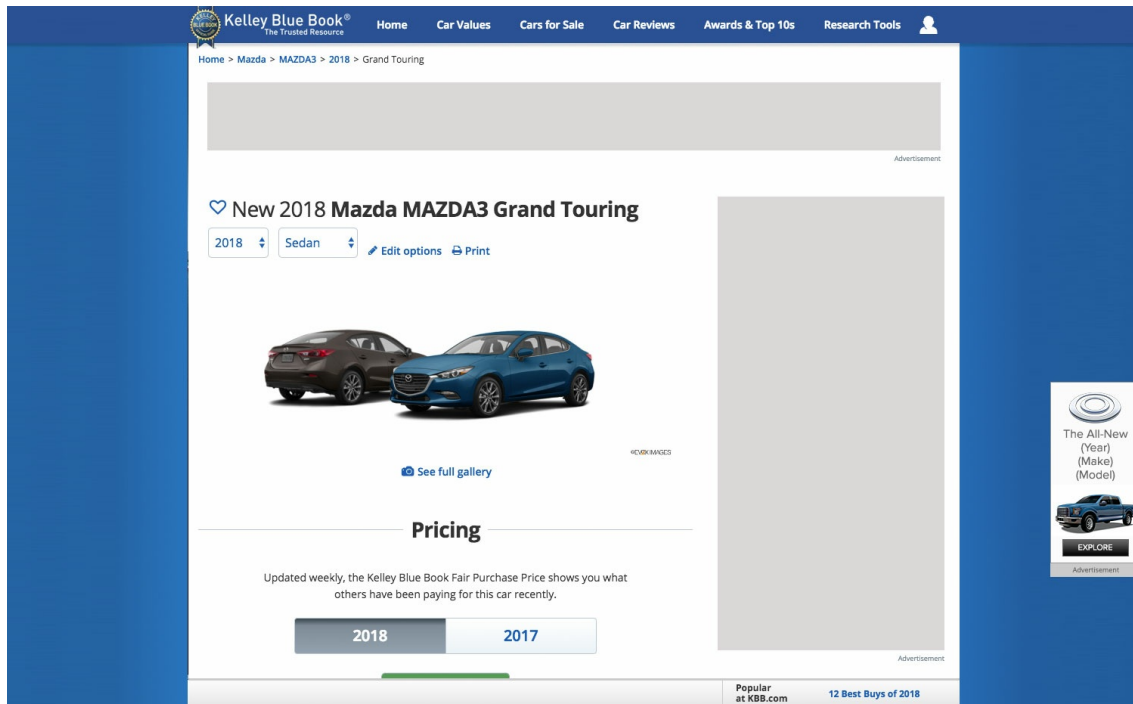 Kelley Blue Book®
The Trusted Resource
KELLEY
BLUE BOOK
Home
Car Values
Cars for Sale
Car Reviews
Awards & Top 10s
Research Tools
Home > Mazda > MAZDA3 > 2018 > Grand Touring
Advertisement
New 2018 Mazda MAZDA3 Grand Touring
2018
Sedan
Edit options
Print
©EVOXIMAGES
See full gallery
Pricing
Updated weekly, the Kelley Blue Book Fair Purchase Price shows you what
others have been paying for this car recently.
2018
2017
Advertisement
The All-New
(Year)
(Make)
(Model)
EXPLORE
Advertisement
Popular
at KBB.com
12 Best Buys of 2018